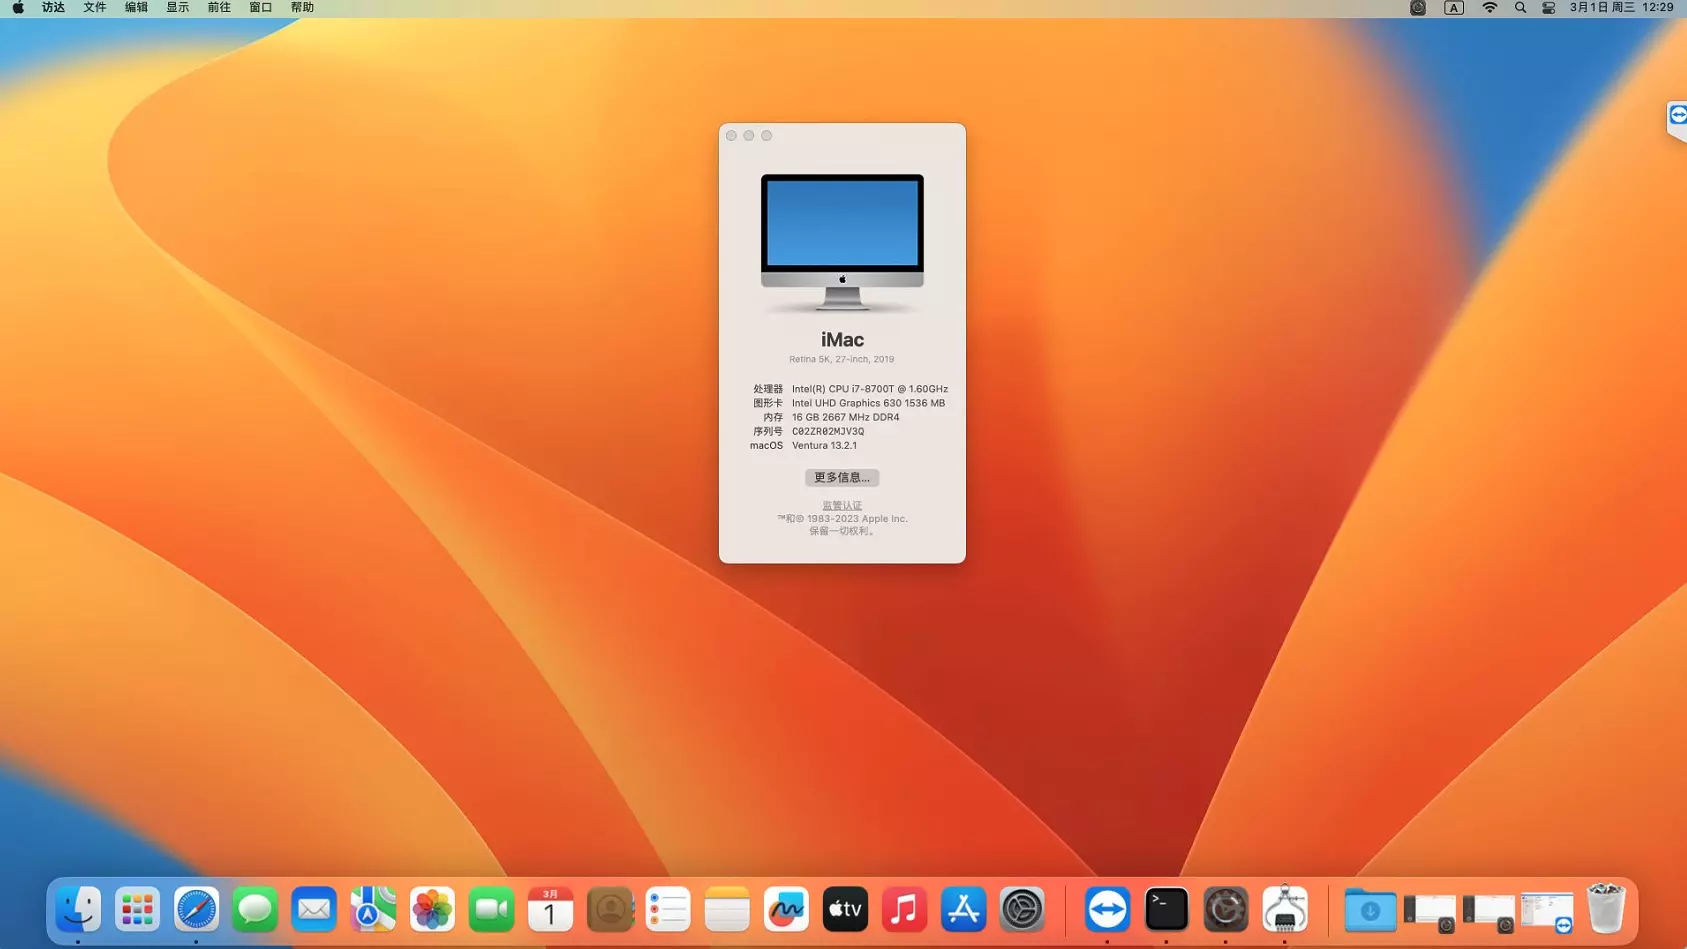 访达 文件 编辑 显示 前往 窗口 帮助
A 3月1日 周三 12:29
iMac
Retina 5K, 27-inch, 2019
处理器 Intel(R) CPU i7-8700T @ 1.60GHz
图形卡 Intel UHD Graphics 630 1536 MB
内存 16 GB 2667 MHz DDR4
序列号 C02ZR02MJV3Q
macOS Ventura 13.2.1
更多信息...
监管认证
™和© 1983-2023 Apple Inc.
保留一切权利。
3月
1
tv
>_